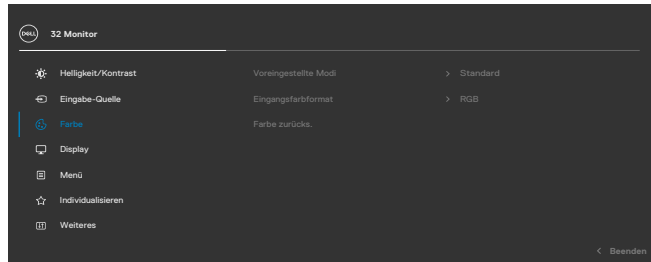 DELL 32 Monitor
Helligkeit/Kontrast Voreingestellte Modi > Standard
Eingabe-Quelle Eingangsfarbformat > RGB
Farbe Farbe zurücks.
Display
Menü
Individualisieren
Weiteres
< Beenden